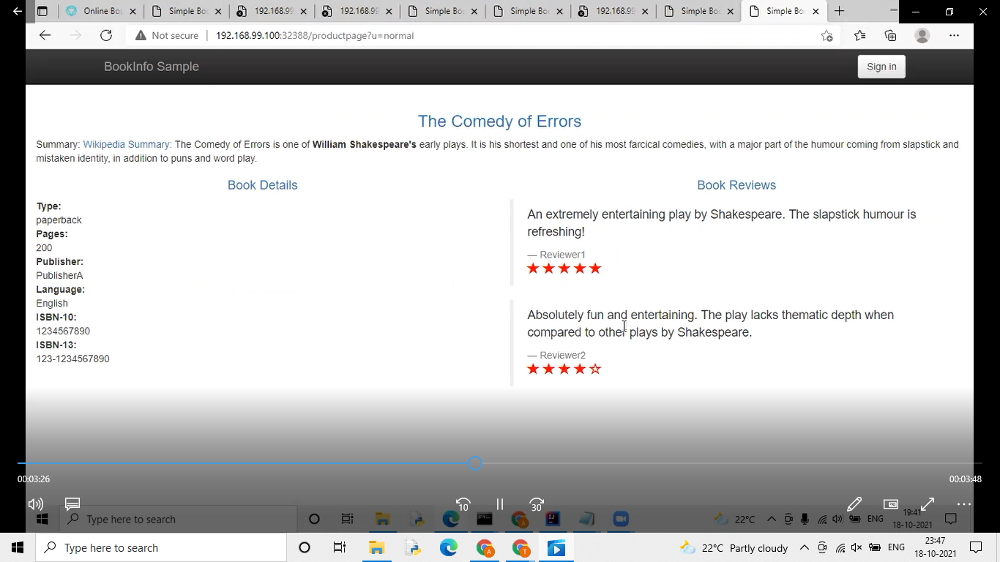 Online Bo
Simple Bo
192.168.99
192.168.99
Simple Bo
Simple Bo
192.168.99
Simple Bo
Simple Bo
Not secure
192.168.99.100:32388/productpage?u=normal
BookInfo Sample
Sign in
The Comedy of Errors
Summary: Wikipedia Summary: The Comedy of Errors is one of William Shakespeare's early plays. It is his shortest and one of his most farcical comedies, with a major part of the humour coming from slapstick and
mistaken identity, in addition to puns and word play.
Book Details
Type:
paperback
Pages:
200
Publisher:
PublisherA
Language:
English
ISBN-10:
1234567890
ISBN-13:
123-1234567890
Book Reviews
An extremely entertaining play by Shakespeare. The slapstick humour is
refreshing!
— Reviewer1
Absolutely fun and entertaining. The play lacks thematic depth when
compared to other plays by Shakespeare.
— Reviewer2
00:03:26
00:03:48
10
30
Type here to search
22°C
ENG
19:41
18-10-2021
Type here to search
22°C Partly cloudy
ENG
23:47
18-10-2021